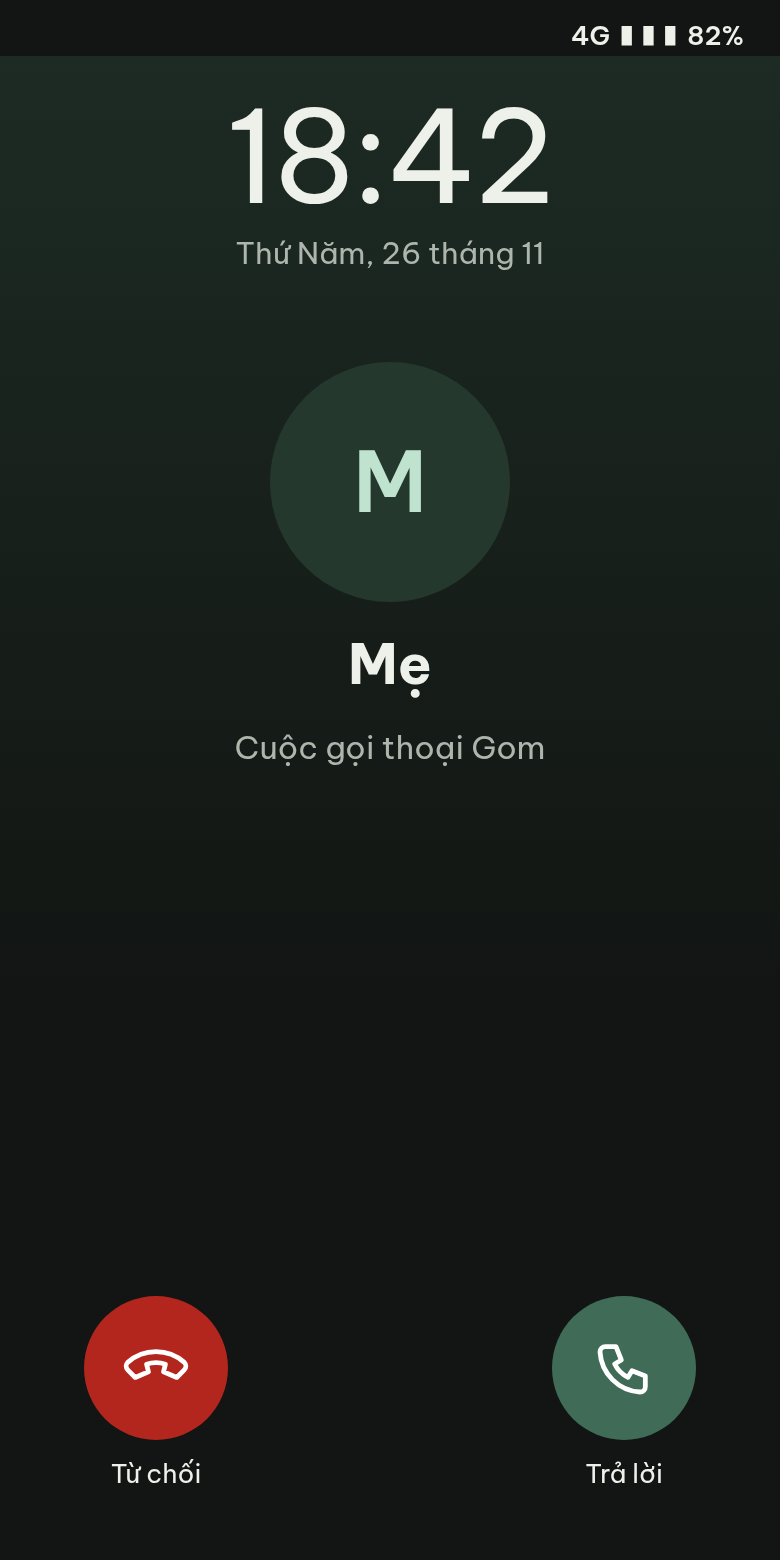 4G 82%
18:42
Thứ Năm, 26 tháng 11
M
Mẹ
Cuộc gọi thoại Gom
Từ chối
Trả lời